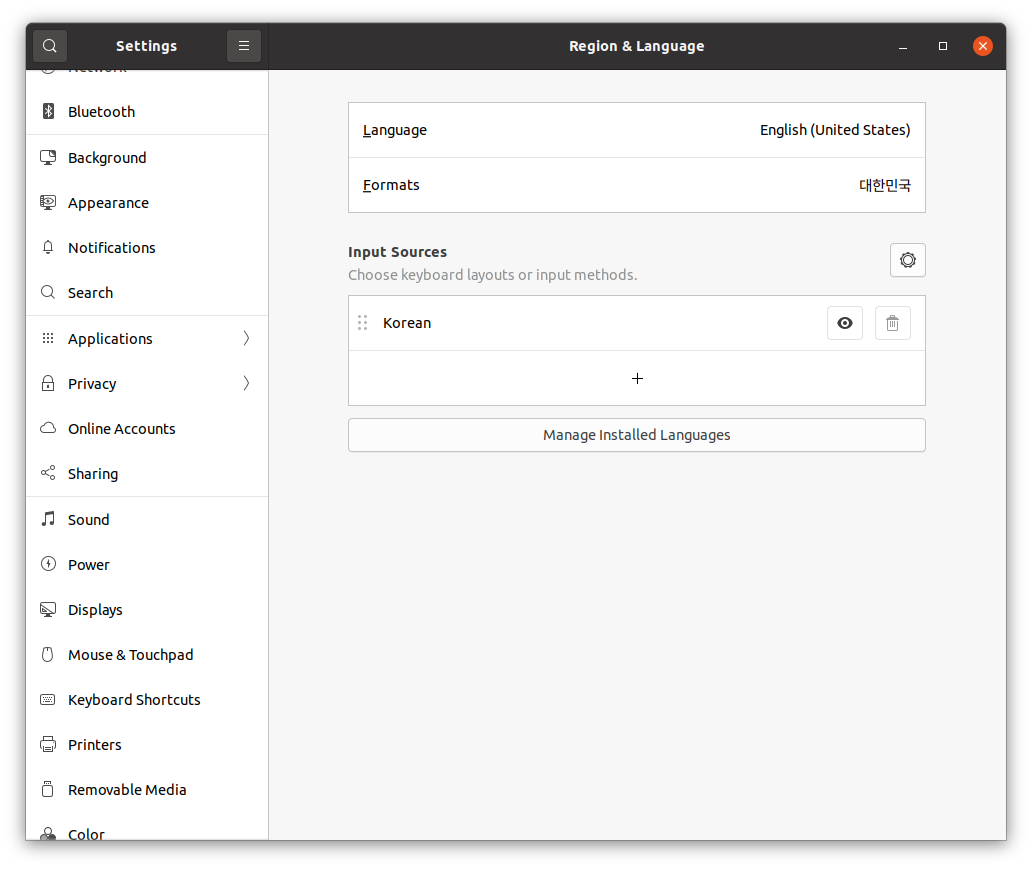 Settings
Region & Language
Network
Bluetooth
Background
Appearance
Notifications
Search
Applications
Privacy
Online Accounts
Sharing
Sound
Power
Displays
Mouse & Touchpad
Keyboard Shortcuts
Printers
Removable Media
Color
Language English (United States)
Formats 대한민국
Input Sources
Choose keyboard layouts or input methods.
Korean
Manage Installed Languages